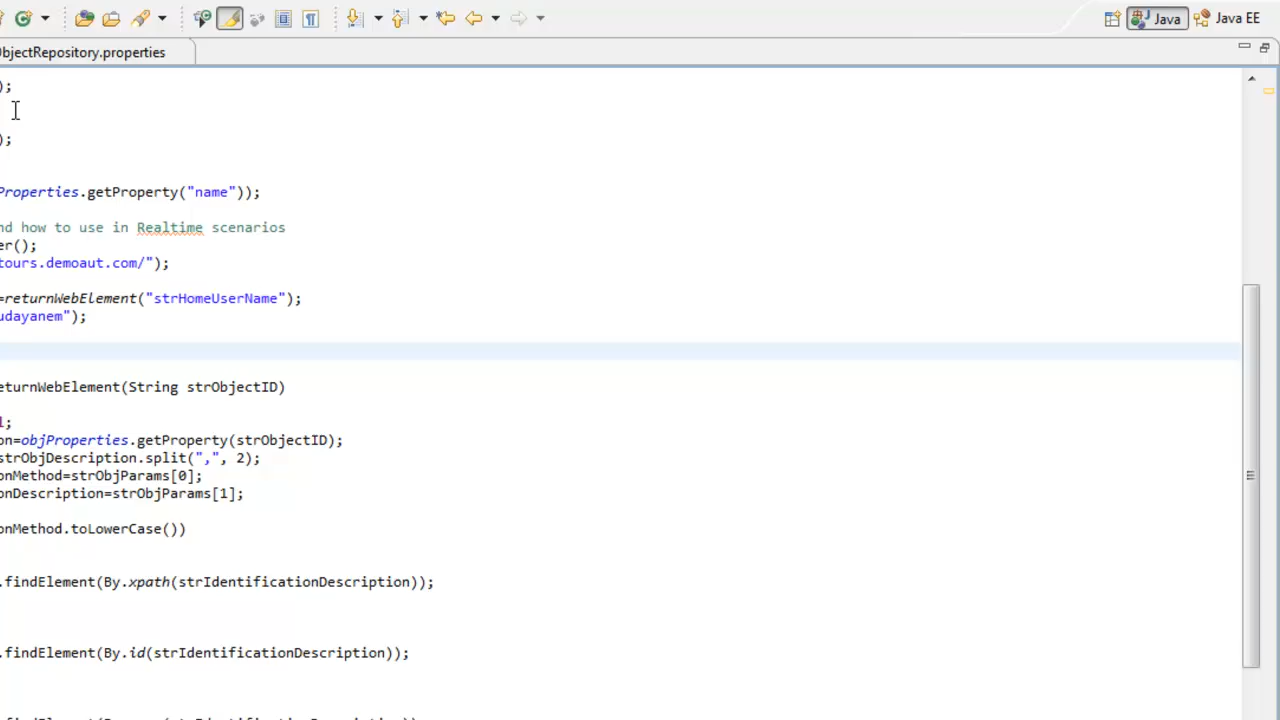 Java
Java EE
bjectRepository.properties
);
);
Properties.getProperty("name"));
nd how to use in Realtime scenarios
er();
tours.demoaut.com/");
=returnWebElement("strHomeUserName");
udayanem");
eturnWebElement(String strObjectID)
l;
on=objProperties.getProperty(strObjectID);
strObjDescription.split(",", 2);
onMethod=strObjParams[0];
onDescription=strObjParams[1];
onMethod.toLowerCase())
.findElement(By.xpath(strIdentificationDescription));
.findElement(By.id(strIdentificationDescription));